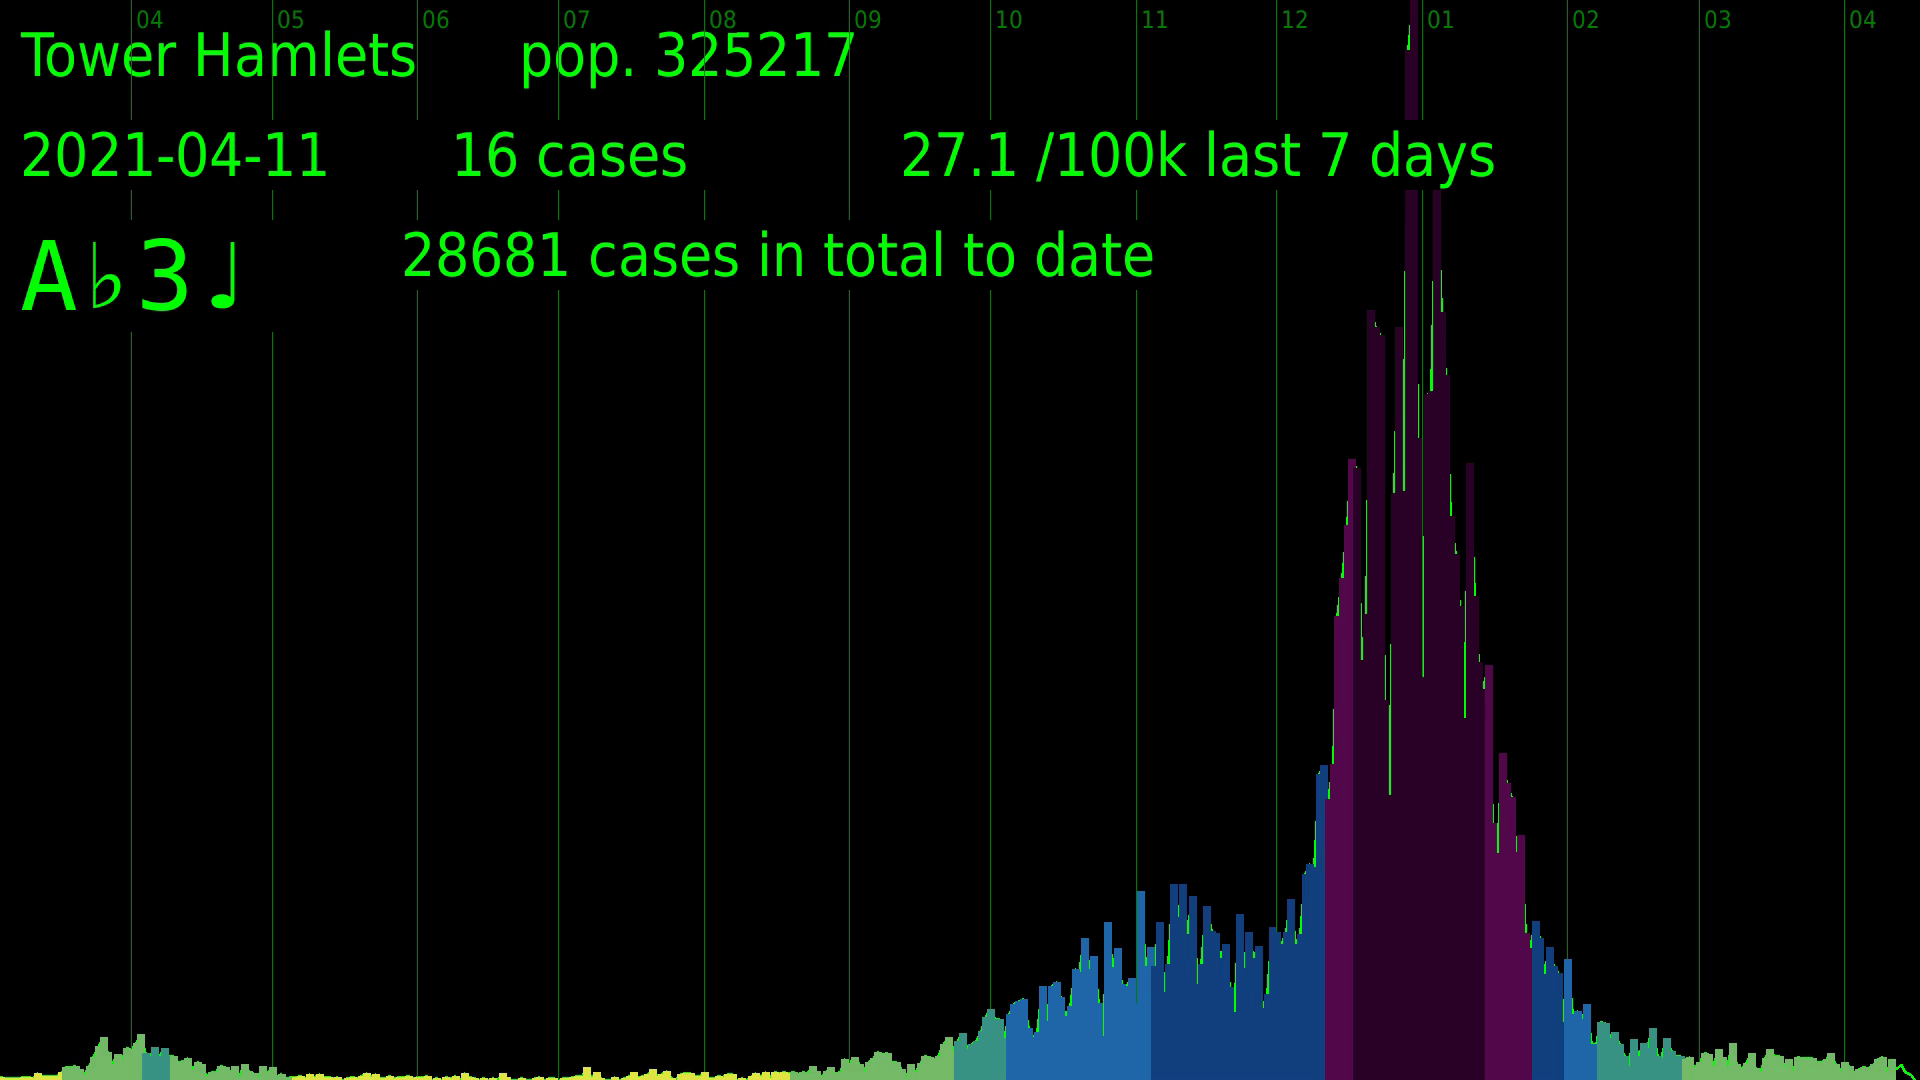 04 05 06 07 08 09 10 11 12 01 02 03 04
Tower Hamlets pop. 325217
2021-04-11 16 cases 27.1 /100k last 7 days
A♭3♩ 28681 cases in total to date